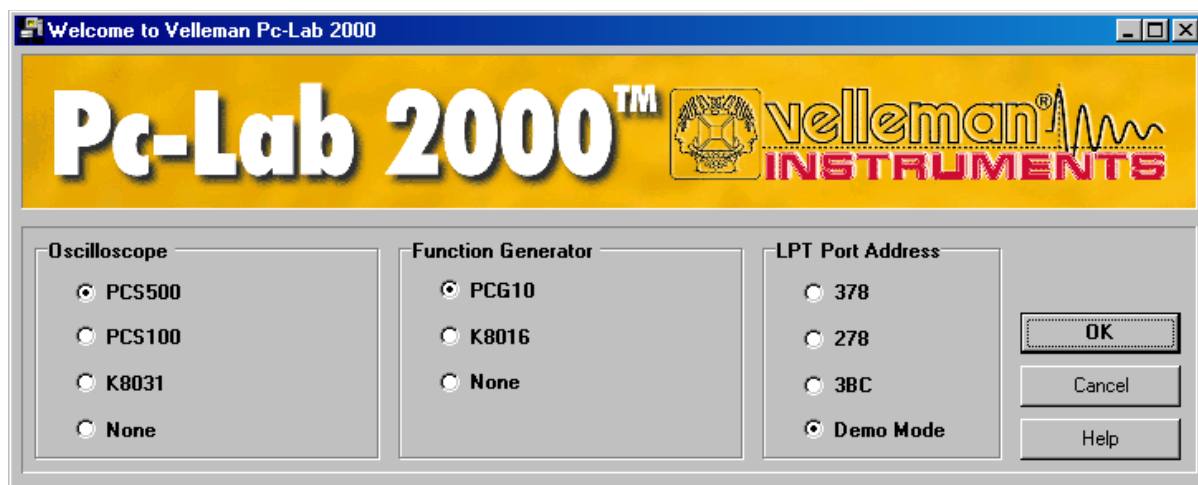 Welcome to Velleman Pc-Lab 2000
Pc-Lab 2000™
velleman®
INSTRUMENTS
Oscilloscope
PCS500
PCS100
K8031
None
Function Generator
PCG10
K8016
None
LPT Port Address
378
278
3BC
Demo Mode
OK
Cancel
Help